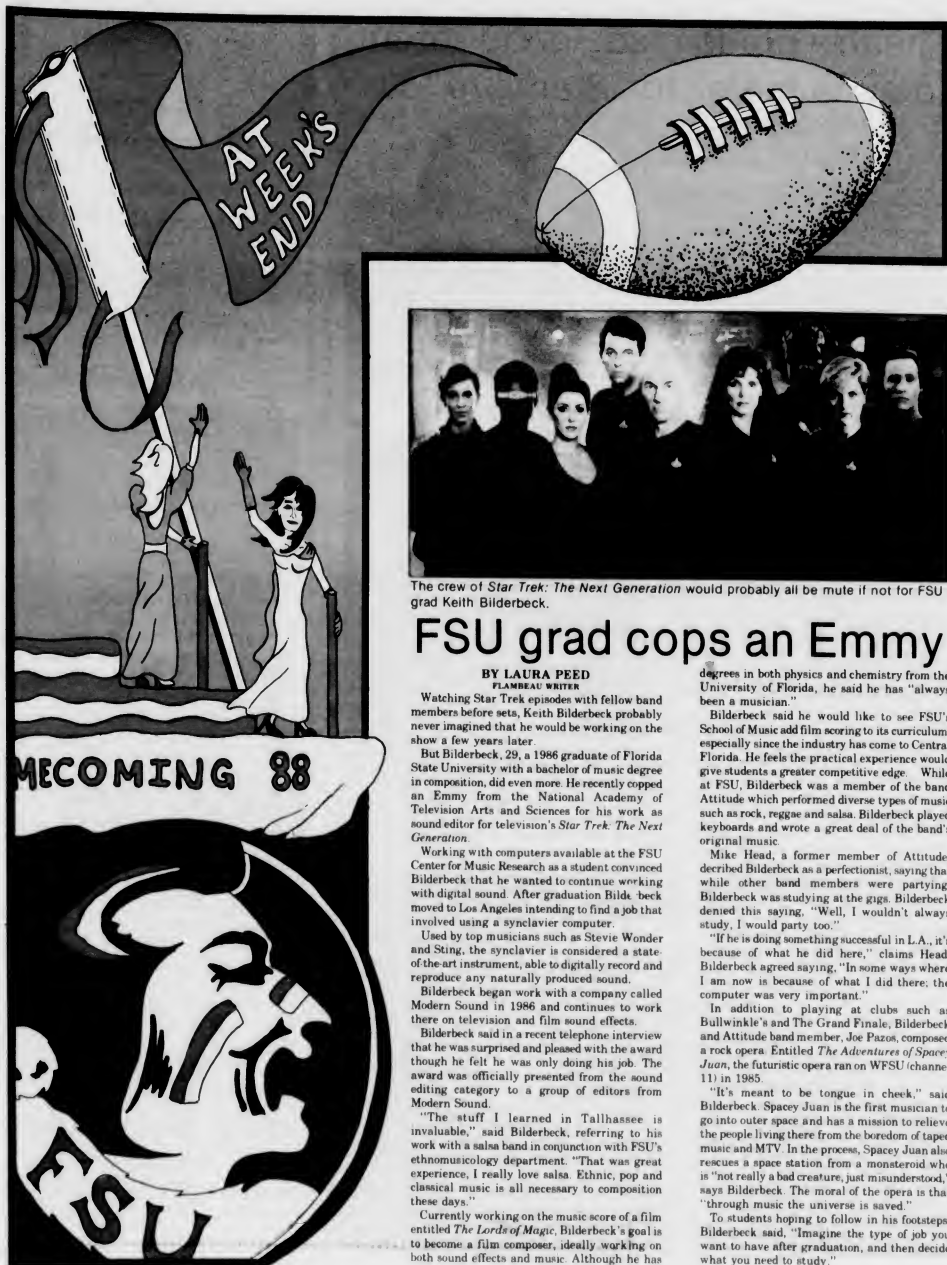 AT
WEEK'S
END
MECOMING 88
FSU
The crew of Star Trek: The Next Generation would probably all be mute if not for FSU
grad Keith Bilderbeck.
FSU grad cops an Emmy
BY LAURA PEED
FLAMBEAU WRITER
Watching Star Trek episodes with fellow band
members before sets, Keith Bilderbeck probably
never imagined that he would be working on the
show a few years later.
But Bilderbeck, 29, a 1986 graduate of Florida
State University with a bachelor of music degree
in composition, did even more. He recently copped
an Emmy from the National Academy of
Television Arts and Sciences for his work as
sound editor for television's Star Trek: The Next
Generation.
Working with computers available at the FSU
Center for Music Research as a student convinced
Bilderbeck that he wanted to continue working
with digital sound. After graduation Bilde beck
moved to Los Angeles intending to find a job that
involved using a synclavier computer.
Used by top musicians such as Stevie Wonder
and Sting, the synclavier is considered a state-
of-the-art instrument, able to digitally record and
reproduce any naturally produced sound.
Bilderbeck began work with a company called
Modern Sound in 1986 and continues to work
there on television and film sound effects.
Bilderbeck said in a recent telephone interview
that he was surprised and pleased with the award
though he felt he was only doing his job. The
award was officially presented from the sound
editing category to a group of editors from
Modern Sound.
"The stuff I learned in Tallhassee is
invaluable," said Bilderbeck, referring to his
work with a salsa band in conjunction with FSU's
ethnomusicology department. "That was great
experience, I really love salsa. Ethnic, pop and
classical music is all necessary to composition
these days."
Currently working on the music score of a film
entitled The Lords of Magic, Bilderbeck's goal is
to become a film composer, ideally working on
both sound effects and music. Although he has
degrees in both physics and chemistry from the
University of Florida, he said he has "always
been a musician."
Bilderbeck said he would like to see FSU'
School of Music add film scoring to its curriculum
especially since the industry has come to Centra
Florida. He feels the practical experience would
give students a greater competitive edge. Whil
at FSU, Bilderbeck was a member of the band
Attitude which performed diverse types of musi
such as rock, reggae and salsa. Bilderbeck played
keyboards and wrote a great deal of the band'
original music.
Mike Head, a former member of Attitude
decribed Bilderbeck as a perfectionist, saying tha
while other band members were partying
Bilderbeck was studying at the gigs. Bilderbeck
denied this saying, "Well, I wouldn't alway
study, I would party too."
"If he is doing something successful in L.A., it'
because of what he did here," claims Head
Bilderbeck agreed saying, "In some ways where
I am now is because of what I did there; the
computer was very important."
In addition to playing at clubs such a
Bullwinkle's and The Grand Finale, Bilderbec
and Attitude band member, Joe Pazos, composed
a rock opera. Entitled The Adventures of Spacey
Juan, the futuristic opera ran on WFSU (channe
11) in 1985.
"It's meant to be tongue in cheek," said
Bilderbeck. Spacey Juan is the first musician t
go into outer space and has a mission to reliev
the people living there from the boredom of tape
music and MTV. In the process, Spacey Juan als
rescues a space station from a monsteroid wh
is "not really a bad creature, just misunderstood,"
says Bilderbeck. The moral of the opera is tha
"through music the universe is saved."
To students hoping to follow in his footsteps
Bilderbeck said, "Imagine the type of job you
want to have after graduation, and then decid
what you need to study."